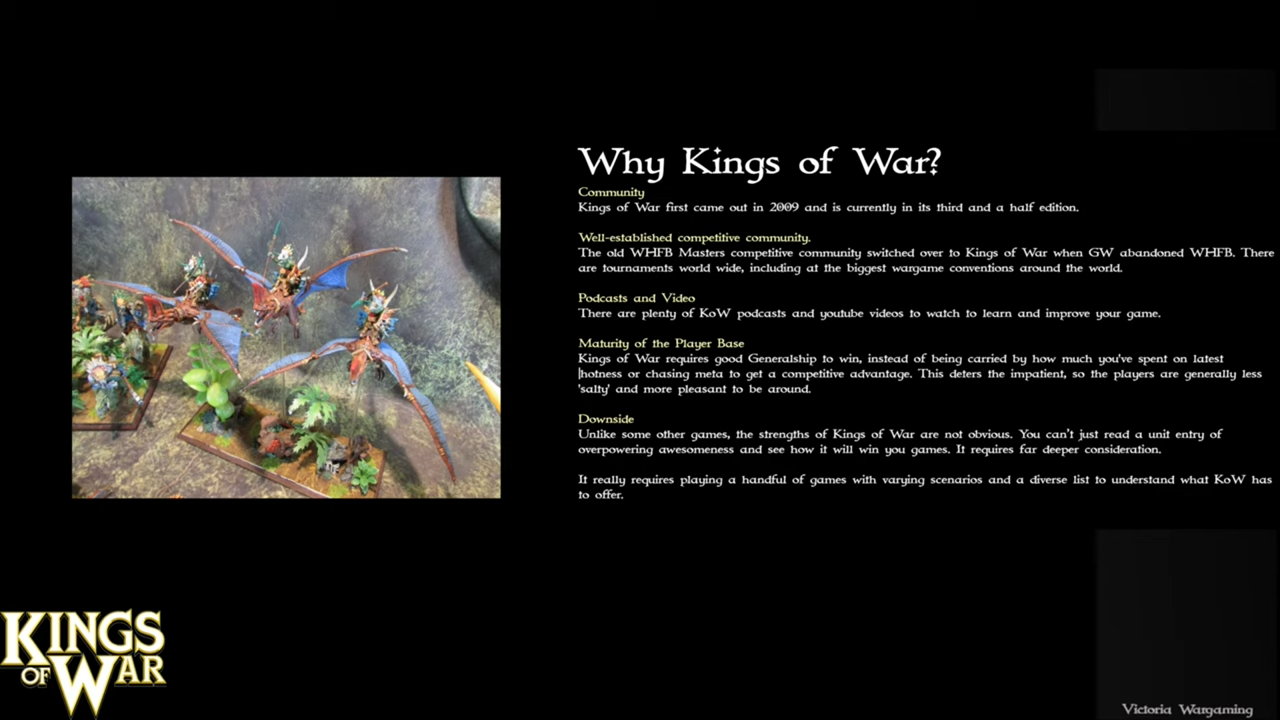 Why Kings of War?
Community
Kings of War first came out in 2009 and is currently in its third and a half edition.
Well-established competitive community.
The old WHFB Masters competitive community switched over to Kings of War when GW abandoned WHFB. There
are tournaments world wide, including at the biggest wargame conventions around the world.
Podcasts and Video
There are plenty of KoW podcasts and youtube videos to watch to learn and improve your game.
Maturity of the Player Base
Kings of War requires good Generalship to win, instead of being carried by how much you've spent on latest
hotness or chasing meta to get a competitive advantage. This deters the impatient, so the players are generally less
'salty' and more pleasant to be around.
Downside
Unlike some other games, the strengths of Kings of War are not obvious. You can't just read a unit entry of
overpowering awesomeness and see how it will win you games. It requires far deeper consideration.
It really requires playing a handful of games with varying scenarios and a diverse list to understand what KoW has
to offer.
KINGS
OF WAR
Victoria Wargaming